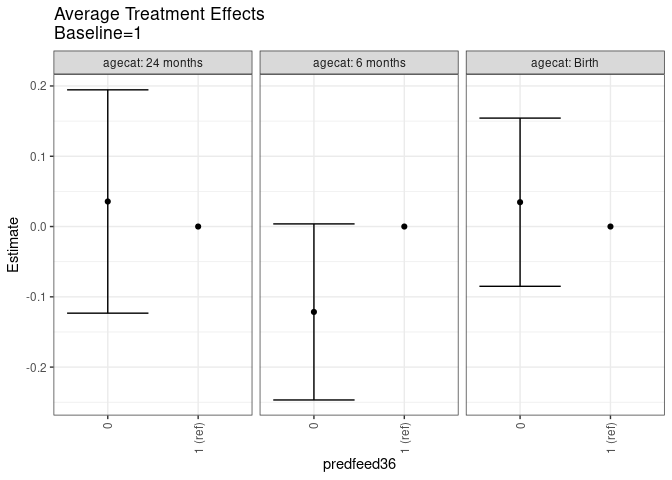 Average Treatment Effects
Baseline=1
agecat: 24 months
agecat: 6 months
agecat: Birth
Estimate
0.2
0.1
0.0
-0.1
-0.2
0
1 (ref)
0
1 (ref)
0
1 (ref)
predfeed36